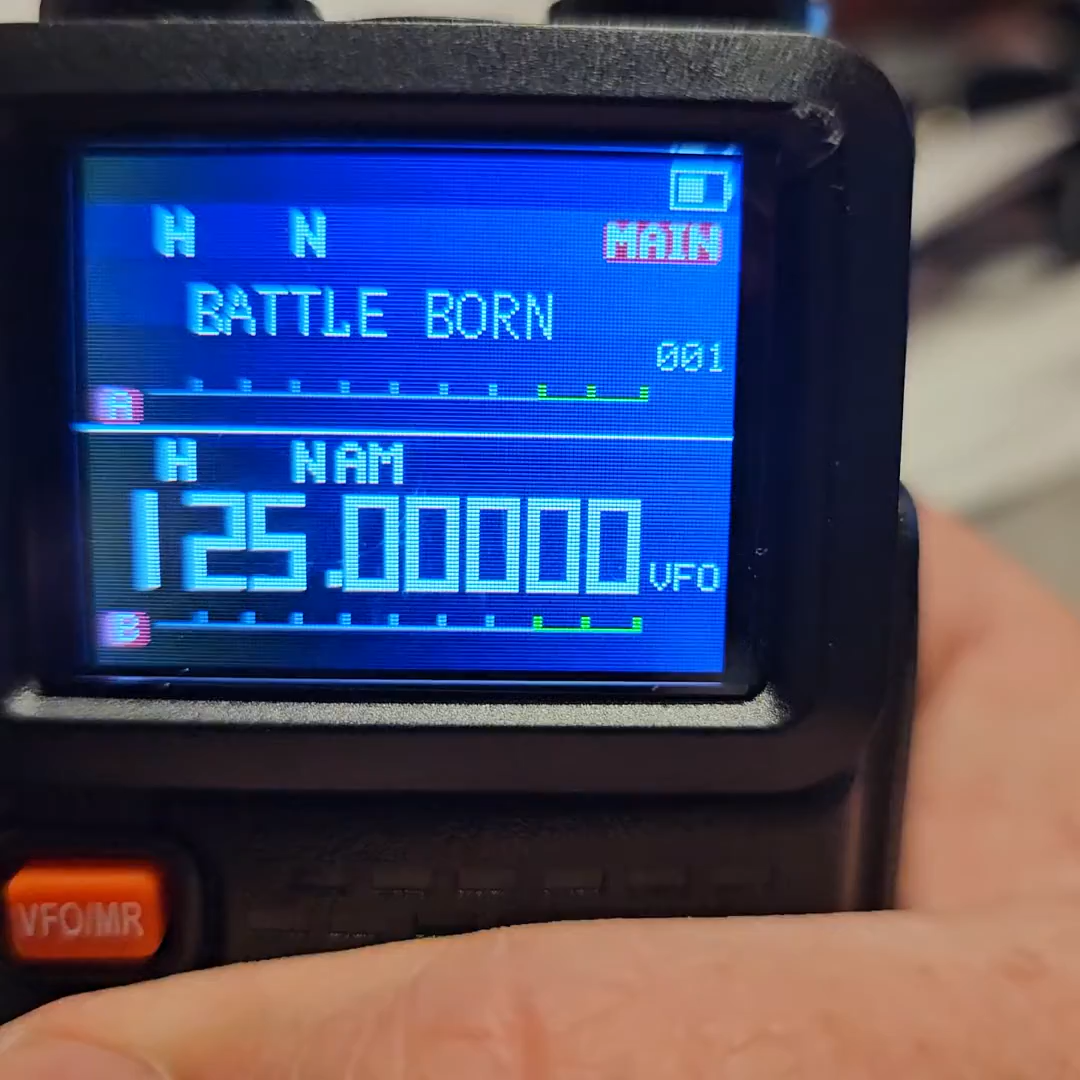 H N MAIN
BATTLE BORN
001
A
H NAM
125.00000 VFO
B
VFO/MR